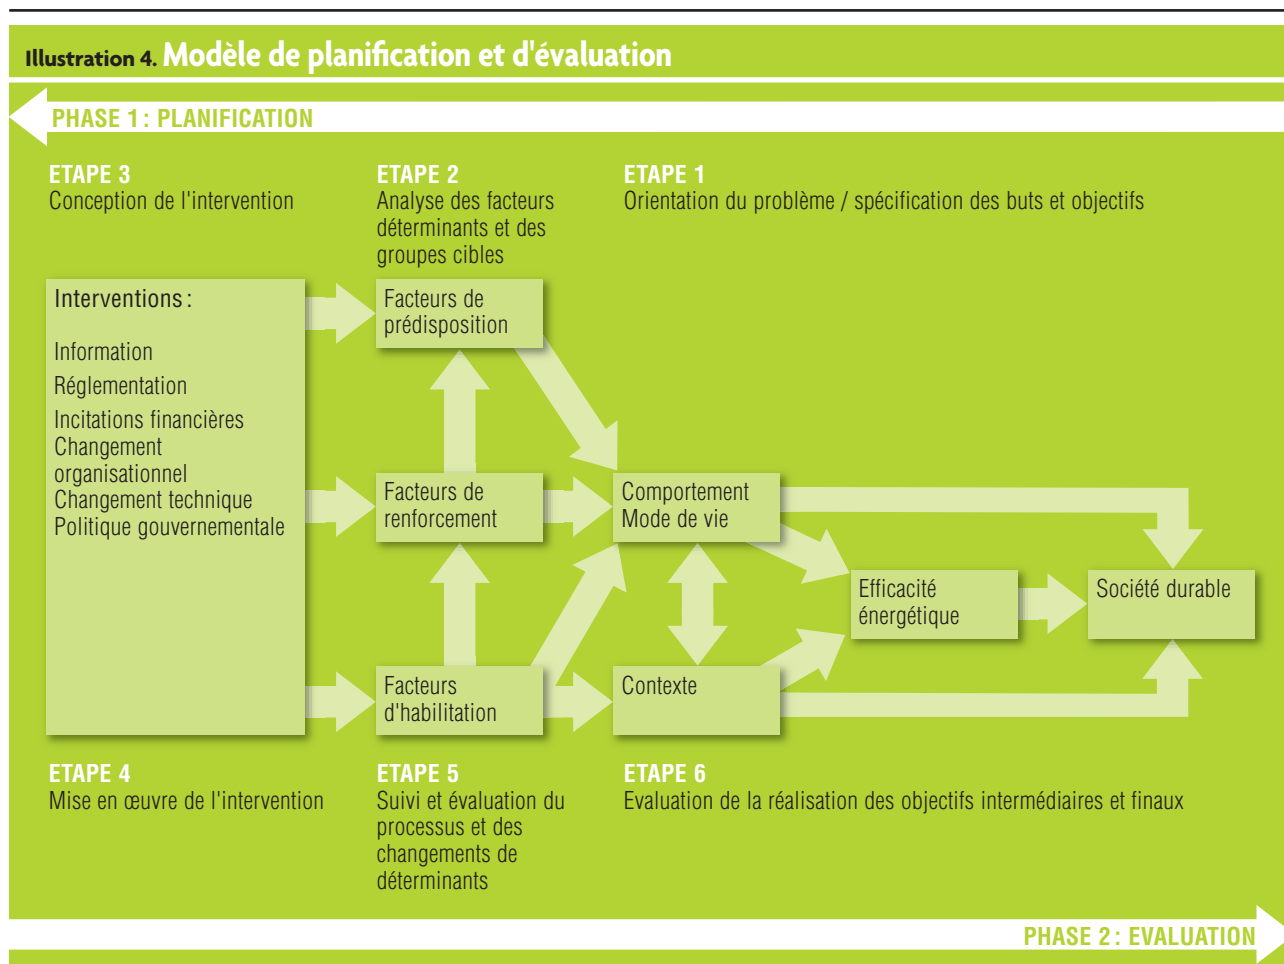 Illustration 4. Modèle de planification et d'évaluation
PHASE 1 : PLANIFICATION
ETAPE 3
Conception de l'intervention
ETAPE 2
Analyse des facteurs
déterminants et des
groupes cibles
ETAPE 1
Orientation du problème / spécification des buts et objectifs
Interventions :
Information
Réglementation
Incitations financières
Changement
organisationnel
Changement technique
Politique gouvernementale
Facteurs de
prédisposition
Facteurs de
renforcement
Facteurs
d'habilitation
Comportement
Mode de vie
Contexte
Efficacité
énergétique
Société durable
ETAPE 4
Mise en œuvre de l'intervention
ETAPE 5
Suivi et évaluation du
processus et des
changements de
déterminants
ETAPE 6
Evaluation de la réalisation des objectifs intermédiaires et finaux
PHASE 2 : EVALUATION